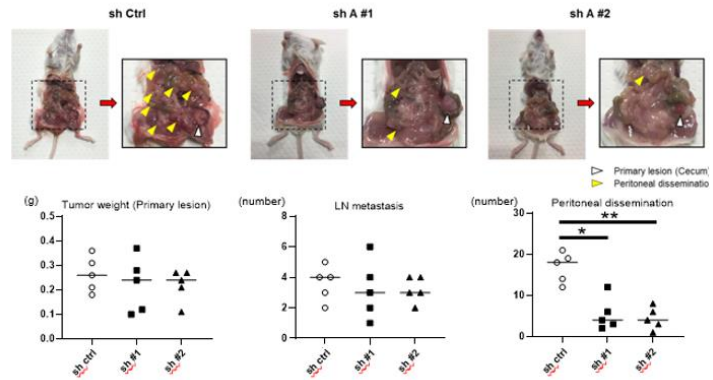 sh Ctrl
sh A #1
sh A #2
Primary lesion (Cecum)
Peritoneal disseminatio
(g)
Tumor weight (Primary lesion)
0.5
0.4
0.3
0.2
0.1
0.0
sh ctrl
sh #1
sh #2
(number)
LN metastasis
8
6
4
2
0
sh ctrl
sh #1
sh #2
(number)
Peritoneal dissemination
30
20
10
0
*
**
sh ctrl
sh #1
sh #2